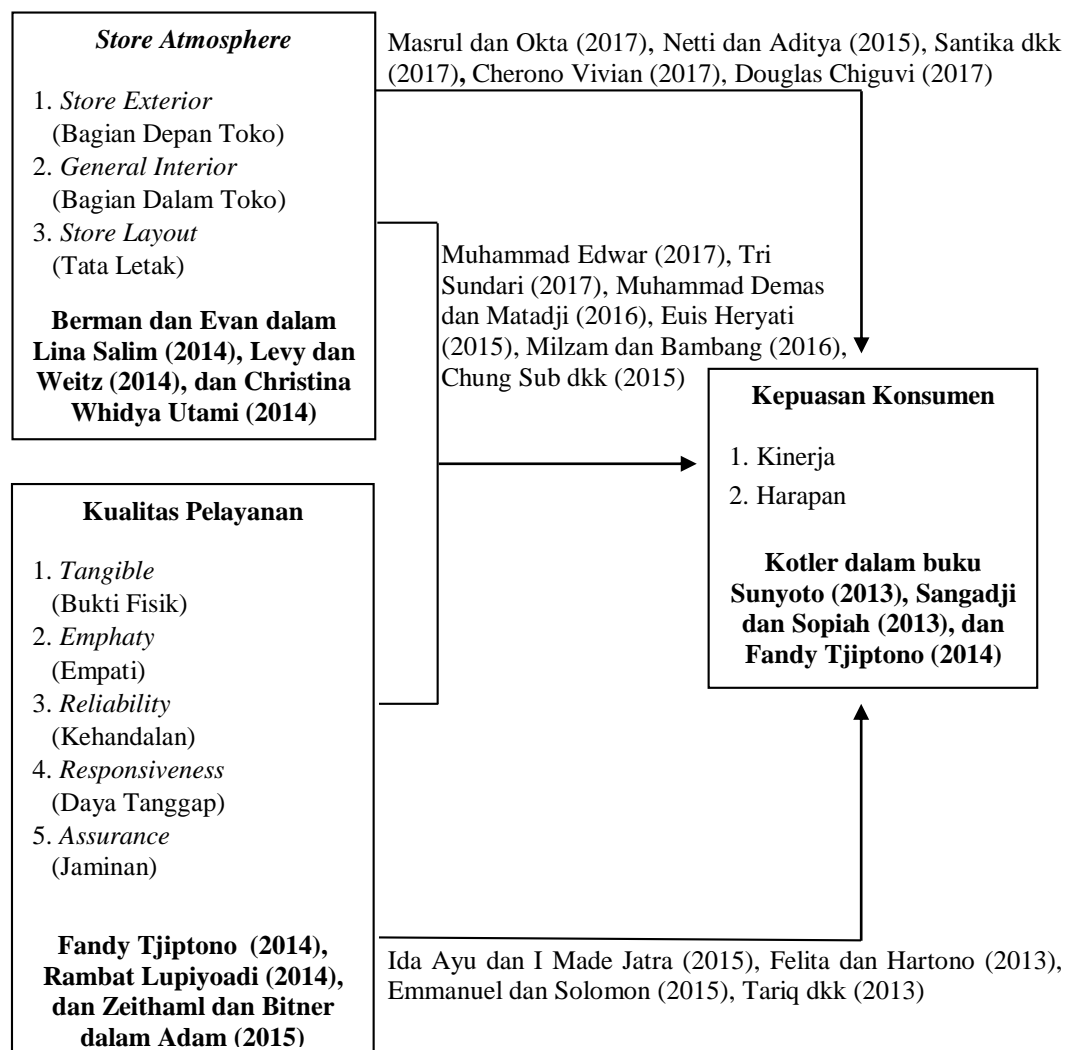 Store Atmosphere
1. Store Exterior
(Bagian Depan Toko)
2. General Interior
(Bagian Dalam Toko)
3. Store Layout
(Tata Letak)
Berman dan Evan dalam
Lina Salim (2014), Levy dan
Weitz (2014), dan Christina
Whidya Utami (2014)
Masrul dan Okta (2017), Netti dan Aditya (2015), Santika dkk
(2017), Cherono Vivian (2017), Douglas Chiguvi (2017)
Muhammad Edwar (2017), Tri
Sundari (2017), Muhammad Demas
dan Matadji (2016), Euis Heryati
(2015), Milzam dan Bambang (2016),
Chung Sub dkk (2015)
Kepuasan Konsumen
1. Kinerja
2. Harapan
Kotler dalam buku
Sunyoto (2013), Sangadji
dan Sopiah (2013), dan
Fandy Tjiptono (2014)
Kualitas Pelayanan
1. Tangible
(Bukti Fisik)
2. Emphaty
(Empati)
3. Reliability
(Kehandalan)
4. Responsiveness
(Daya Tanggap)
5. Assurance
(Jaminan)
Fandy Tjiptono (2014),
Rambat Lupiyoadi (2014),
dan Zeithaml dan Bitner
dalam Adam (2015)
Ida Ayu dan I Made Jatra (2015), Felita dan Hartono (2013),
Emmanuel dan Solomon (2015), Tariq dkk (2013)